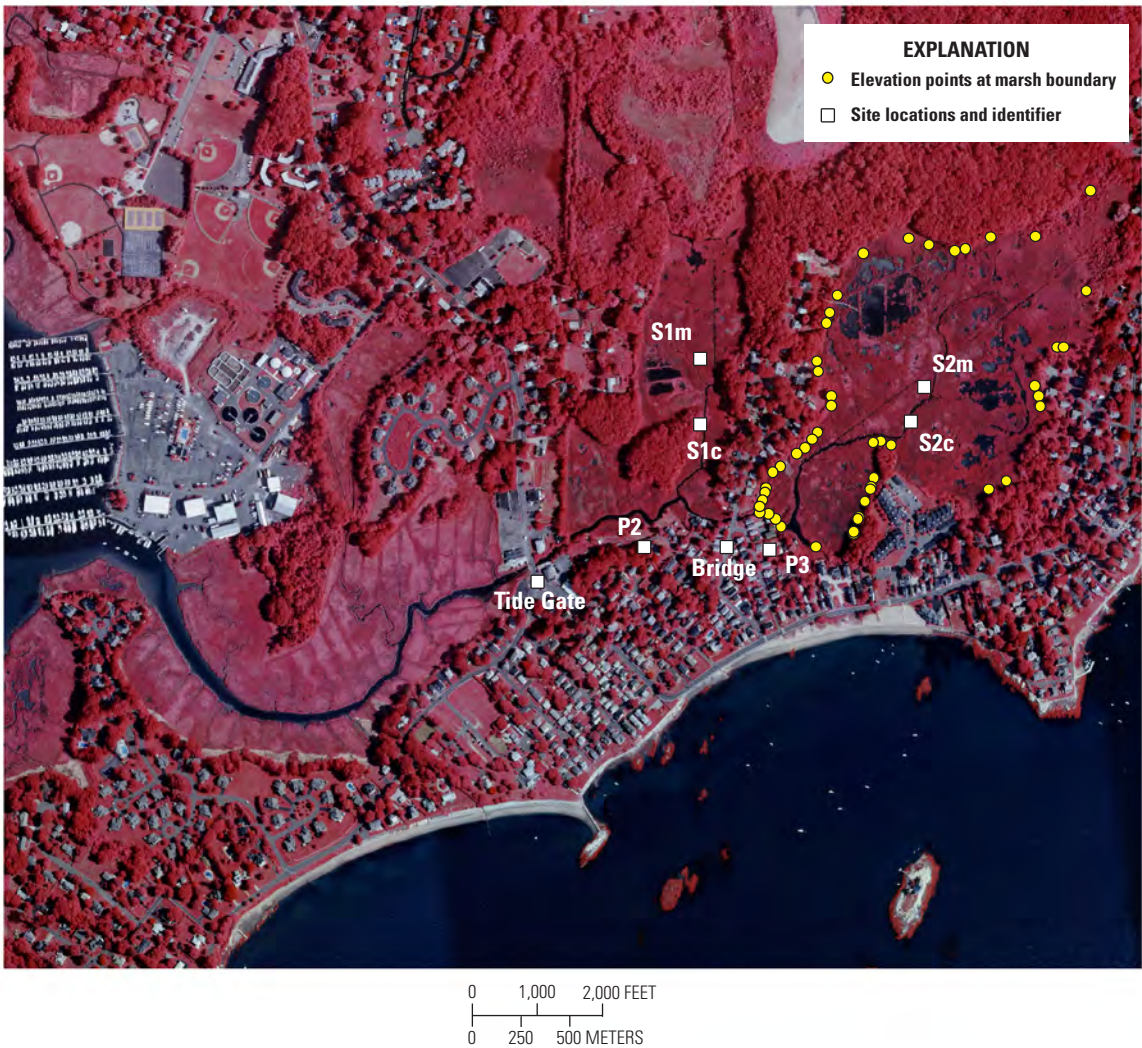 EXPLANATION
Elevation points at marsh boundary
Site locations and identifier
S1m
S2m
S1c
S2c
P2
Bridge
P3
Tide Gate
0 1,000 2,000 FEET
0 250 500 METERS